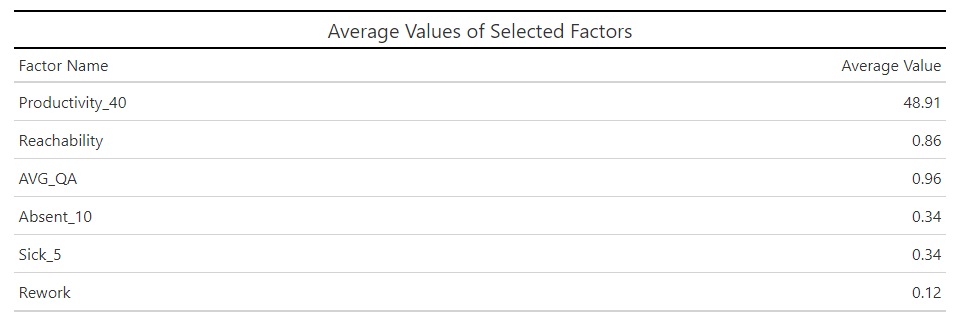 Average Values of Selected Factors
Factor Name Average Value
Productivity_40 48.91
Reachability 0.86
AVG_QA 0.96
Absent_10 0.34
Sick_5 0.34
Rework 0.12